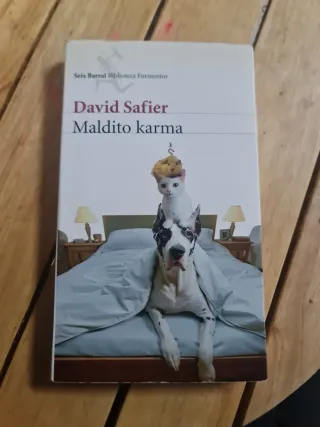 Seix Barral Biblioteca Formentor
David Safier
Maldito karma